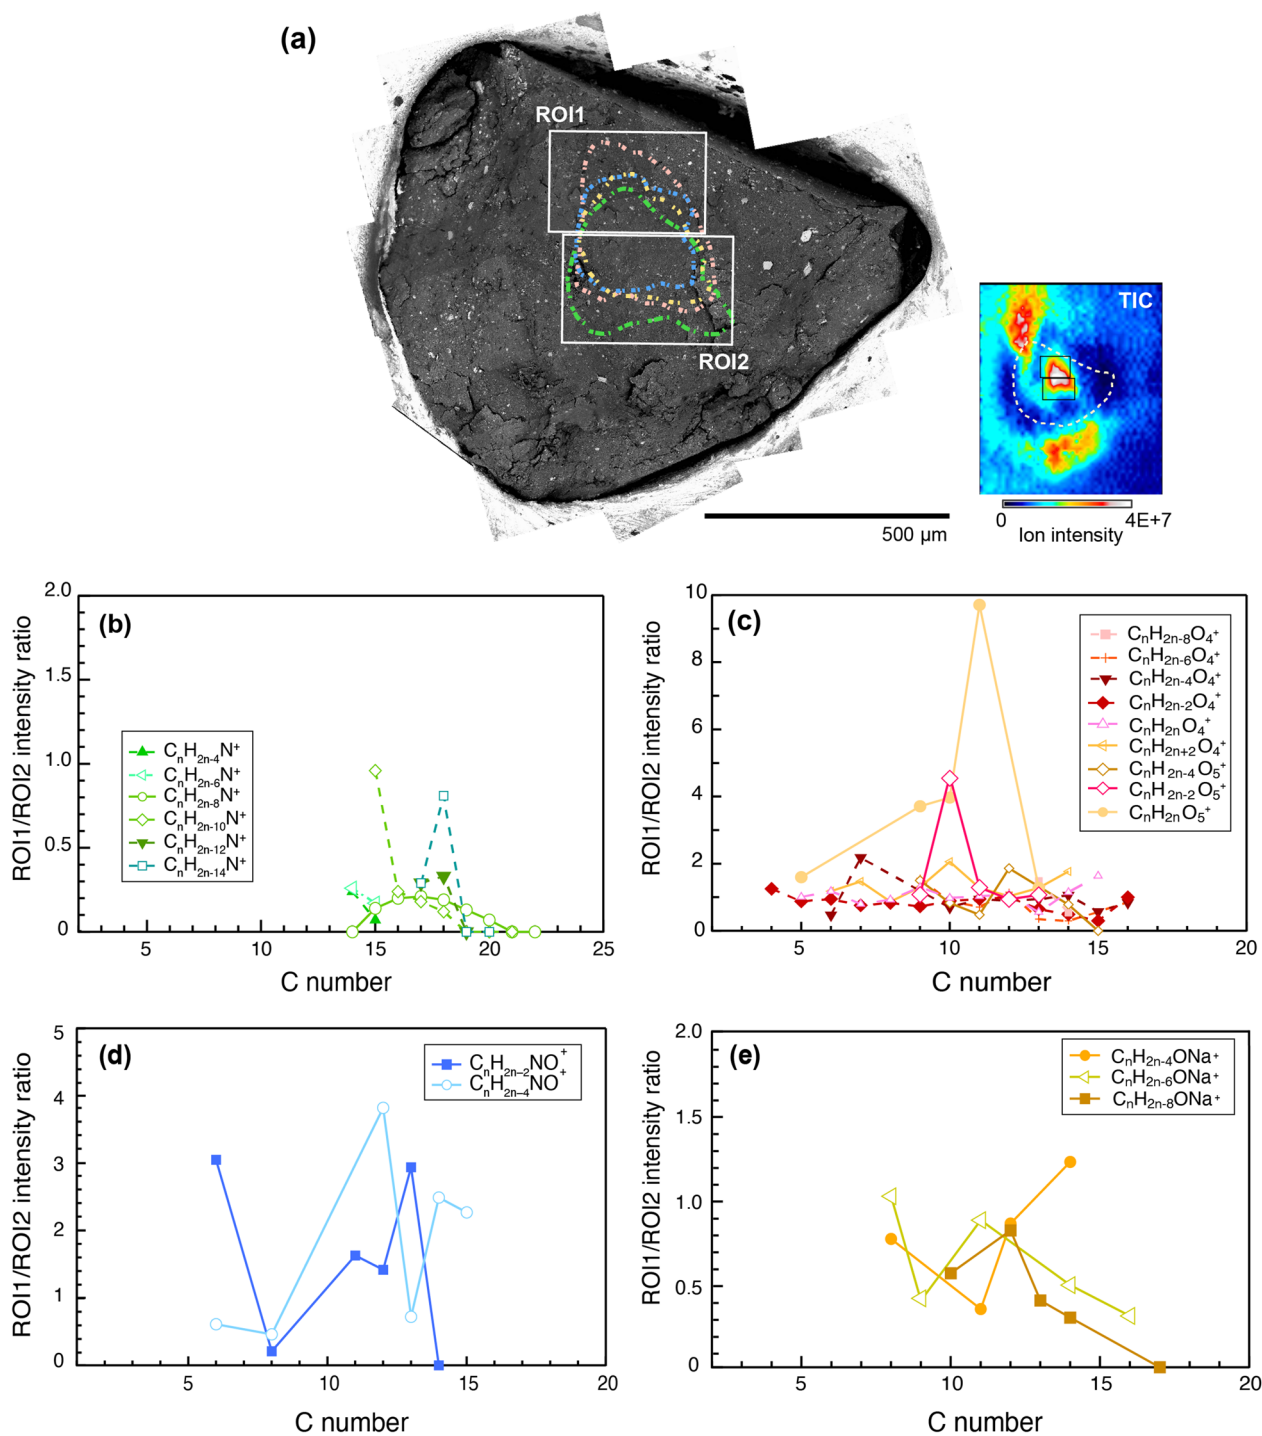 (a)
ROI1
ROI2
TIC
0 4E+7
Ion intensity
500 µm
(b)
ROI1/ROI2 intensity ratio
2.0
1.5
1.0
0.5
0
5 10 15 20 25
C number
CnH2n-4N+
CnH2n-6N+
CnH2n-8N+
CnH2n-10N+
CnH2n-12N+
CnH2n-14N+
(c)
ROI1/ROI2 intensity ratio
10
8
6
4
2
0
5 10 15 20
C number
CnH2n-8O4+
CnH2n-6O4+
CnH2n-4O4+
CnH2n-2O4+
CnH2nO4+
CnH2n+2O4+
CnH2n-4O5+
CnH2n-2O5+
CnH2nO5+
(d)
ROI1/ROI2 intensity ratio
5
4
3
2
1
0
5 10 15 20
C number
CnH2n–2NO+
CnH2n–4NO+
(e)
ROI1/ROI2 intensity ratio
2.0
1.5
1.0
0.5
0
5 10 15 20
C number
CnH2n-4ONa+
CnH2n-6ONa+
CnH2n-8ONa+